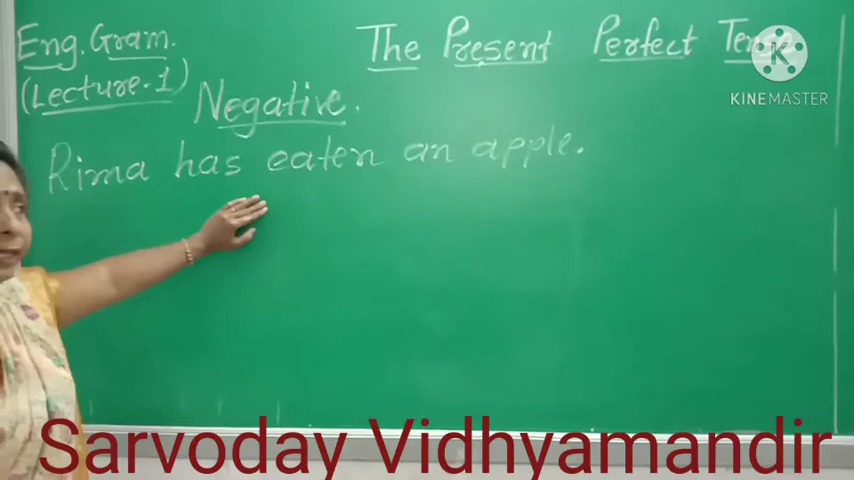 Eng. Gram. The Present Perfect Tense
(Lecture-1)
Negative.
Rima has eaten an apple.
KINEMASTER
Sarvoday Vidhyamandir